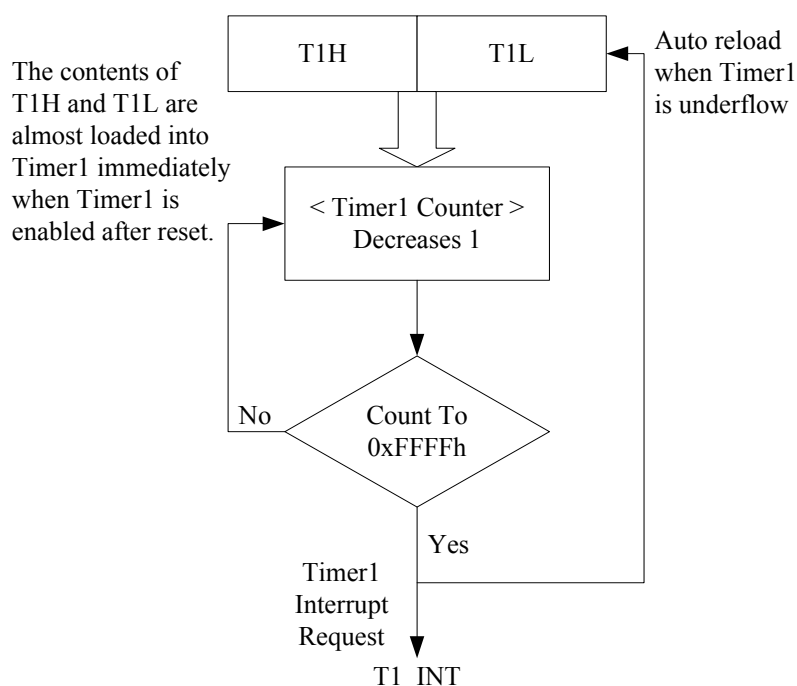 T1H
T1L
Auto reload
when Timer1
is underflow
The contents of
T1H and T1L are
almost loaded into
Timer1 immediately
when Timer1 is
enabled after reset.
< Timer1 Counter >
Decreases 1
No
Count To
0xFFFFh
Yes
Timer1
Interrupt
Request
T1 INT